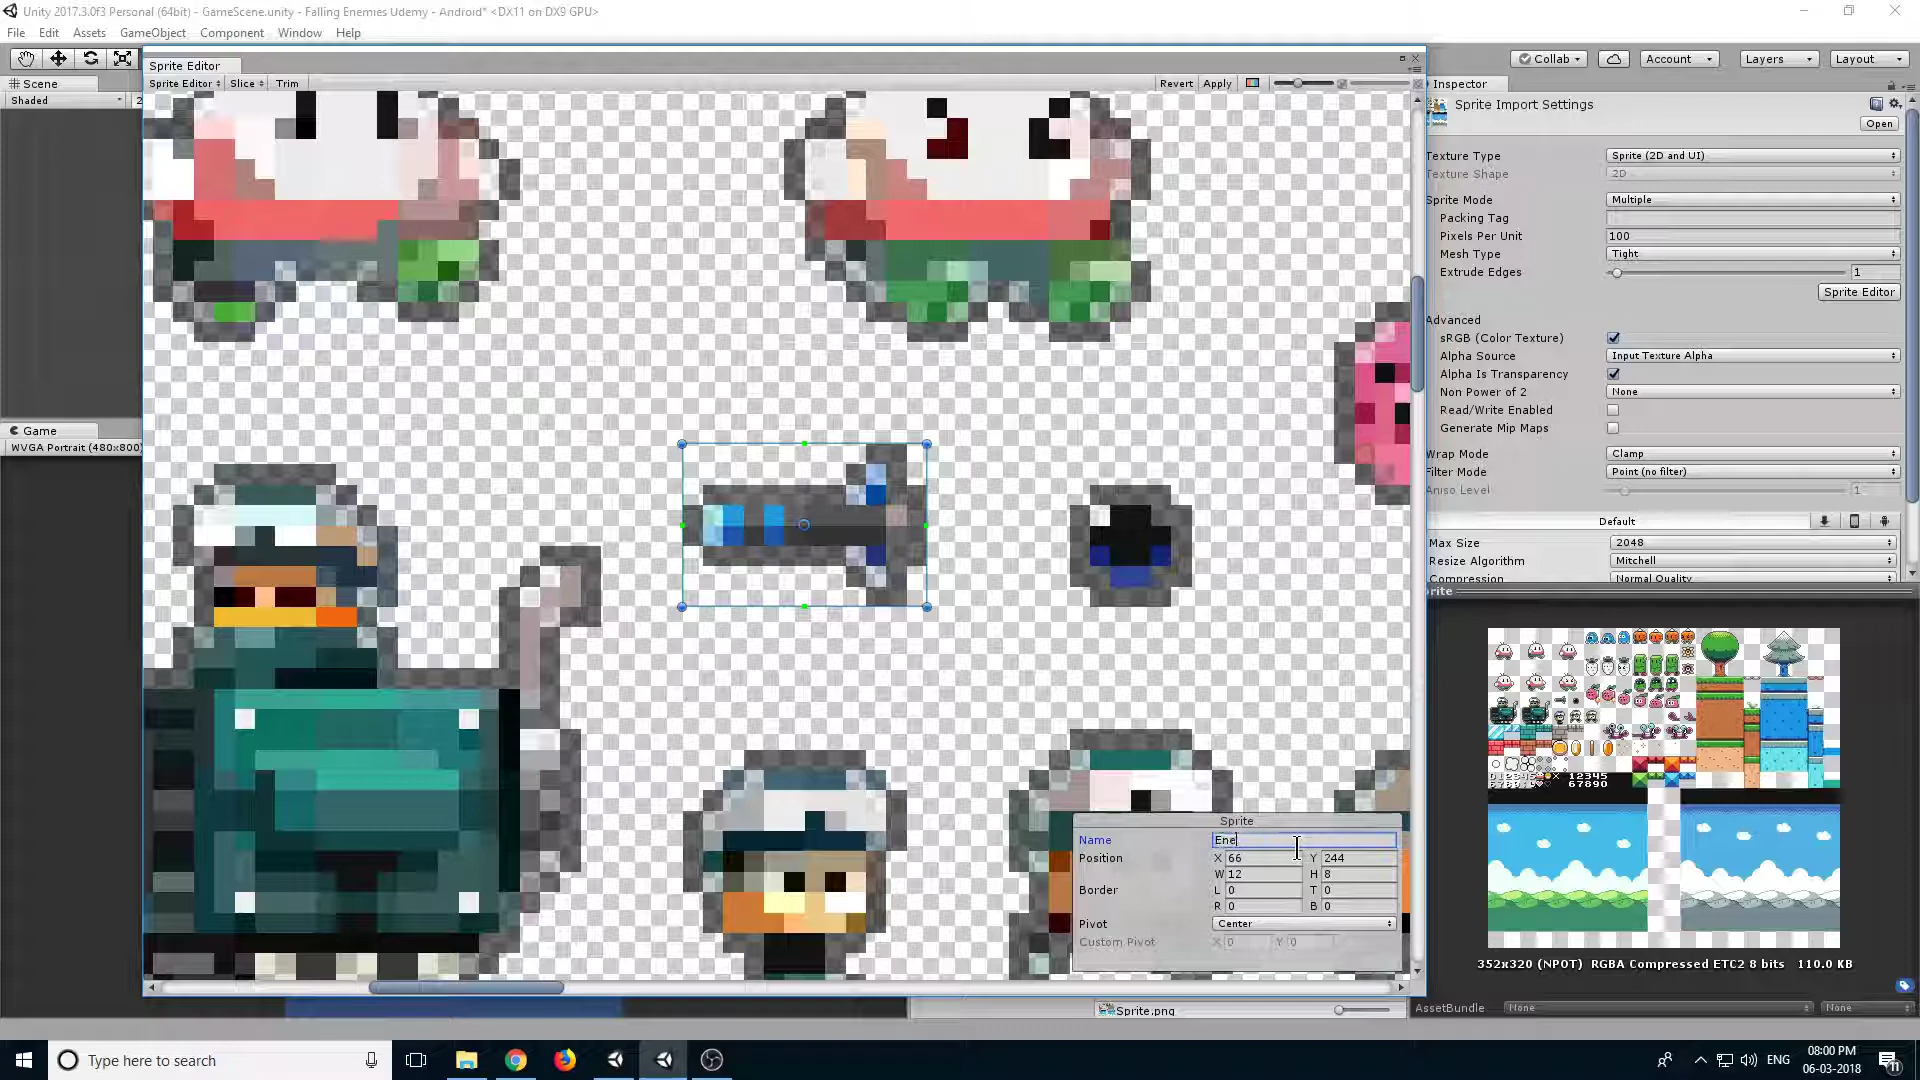 Unity 2017.3.0f3 Personal (64bit) - GameScene.unity - Falling Enemies Udemy - Android* <DX11 on DX9 GPU>
File Edit Assets GameObject Component Window Help
Collab Account Layers Layout
Sprite Editor
Sprite Editor Slice Trim Revert Apply
Scene
Shaded 2
Game
WVGA Portrait (480x800)
Inspector
Sprite Import Settings
Open
Texture Type Sprite (2D and UI)
Texture Shape 2D
Sprite Mode Multiple
Packing Tag
Pixels Per Unit 100
Mesh Type Tight
Extrude Edges 1
Sprite Editor
Advanced
sRGB (Color Texture)
Alpha Source Input Texture Alpha
Alpha Is Transparency
Non Power of 2 None
Read/Write Enabled
Generate Mip Maps
Wrap Mode Clamp
Filter Mode Point (no filter)
Aniso Level 1
Default
Max Size 2048
Resize Algorithm Mitchell
Compression Normal Quality
rite
12345
67890
352x320 (NPOT) RGBA Compressed ETC2 8 bits 110.0 KB
AssetBundle None None
Sprite
Name Ene
Position X 66 Y 244
W 12 H 8
Border L 0 T 0
R 0 B 0
Pivot Center
Custom Pivot X 0 Y 0
Sprite.png
Type here to search
ENG
08:00 PM
06-03-2018
11